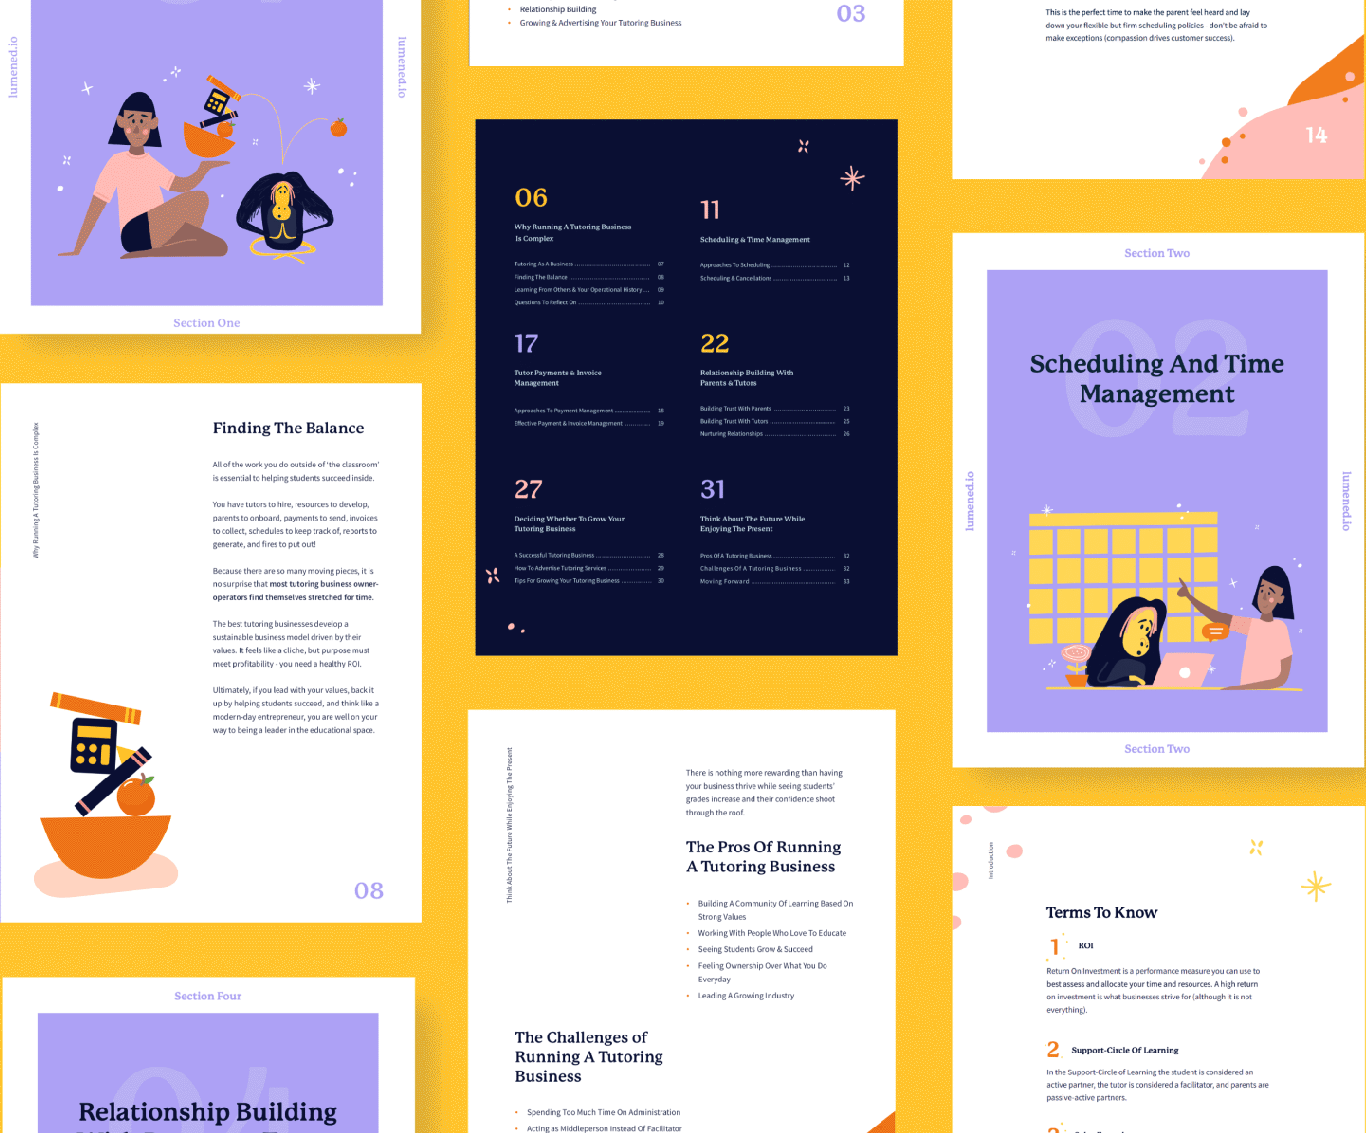 lumened.io
lumened.io
Section One
Relationship Building
Growing & Advertising Your Tutoring Business
03
This is the perfect time to make the parent feel heard and lay
down your flexible but firm scheduling policies - don't be afraid to
make exceptions (compassion drives customer success).
14
06
Why Running A Tutoring Business
Is Complex
Tutoring As A Business 07
Finding The Balance 08
Learning From Others & Your Operational History 09
Questions To Reflect On 10
11
Scheduling & Time Management
Approaches To Scheduling 12
Scheduling & Cancellations 13
17
Tutor Payments & Invoice
Management
Approaches To Payment Management 18
Effective Payment & Invoice Management 19
22
Relationship Building With
Parents & Tutors
Building Trust With Parents 23
Building Trust With Tutors 25
Nurturing Relationships 26
27
Deciding Whether To Grow Your
Tutoring Business
A Successful Tutoring Business 28
How To Advertise Tutoring Services 29
Tips For Growing Your Tutoring Business 30
31
Think About The Future While
Enjoying The Present
Pros Of A Tutoring Business 32
Challenges Of A Tutoring Business 32
Moving Forward 33
Section Two
02
Scheduling And Time
Management
lumened.io
lumened.io
Section Two
Why Running A Tutoring Business Is Complex
Finding The Balance
All of the work you do outside of 'the classroom'
is essential to helping students succeed inside.
You have tutors to hire, resources to develop,
parents to onboard, payments to send, invoices
to collect, schedules to keep track of, reports to
generate, and fires to put out!
Because there are so many moving pieces, it is
no surprise that most tutoring business owner-
operators find themselves stretched for time.
The best tutoring businesses develop a
sustainable business model driven by their
values. It feels like a cliche, but purpose must
meet profitability - you need a healthy ROI.
Ultimately, if you lead with your values, back it
up by helping students succeed, and think like a
modern-day entrepreneur, you are well on your
way to being a leader in the educational space.
08
Section Four
04
Relationship Building
Think About The Future While Enjoying The Present
There is nothing more rewarding than having
your business thrive while seeing students'
grades increase and their confidence shoot
through the roof.
The Pros Of Running
A Tutoring Business
Building A Community Of Learning Based On
Strong Values
Working With People Who Love To Educate
Seeing Students Grow & Succeed
Feeling Ownership Over What You Do
Everyday
Leading A Growing Industry
The Challenges of
Running A Tutoring
Business
Spending Too Much Time On Administration
Acting as Middleperson Instead Of Facilitator
Introduction
Terms To Know
1 ROI
Return On Investment is a performance measure you can use to
best assess and allocate your time and resources. A high return
on investment is what businesses strive for (although it is not
everything).
2 Support-Circle Of Learning
In the Support-Circle of Learning the student is considered an
active partner, the tutor is considered a facilitator, and parents are
passive-active partners.